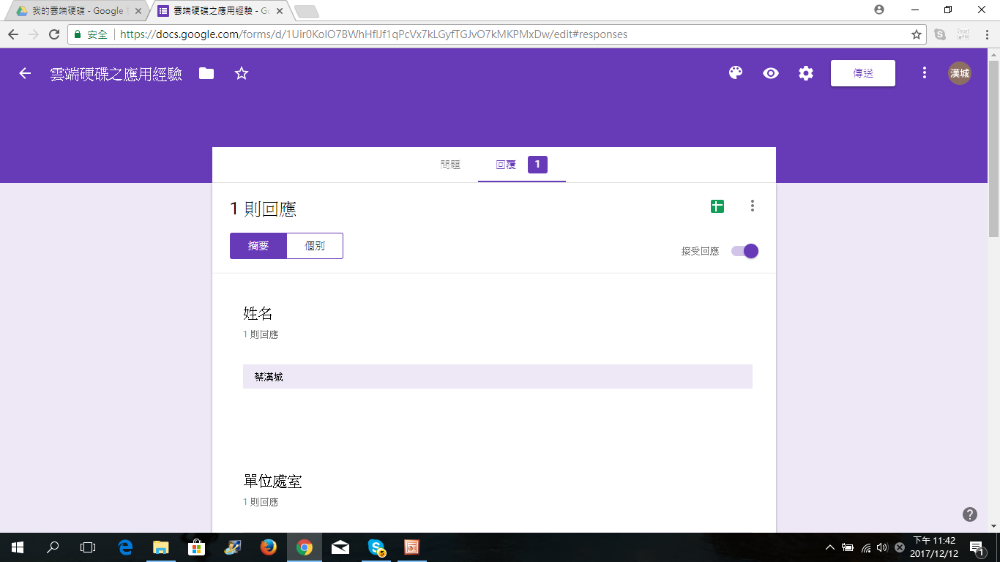 我的雲端硬碟 - Google
雲端硬碟之應用經驗 - Go
安全
https://docs.google.com/forms/d/1Uir0KoIO7BWhHflJf1qPcVx7kLGyfTGJvO7kMKPMxDw/edit#responses
雲端硬碟之應用經驗
傳送
漢城
問題
回覆
1
1 則回應
摘要
個別
接受回應
姓名
1 則回應
蔡漢城
單位處室
1 則回應
5
下午 11:42
2017/12/12
1